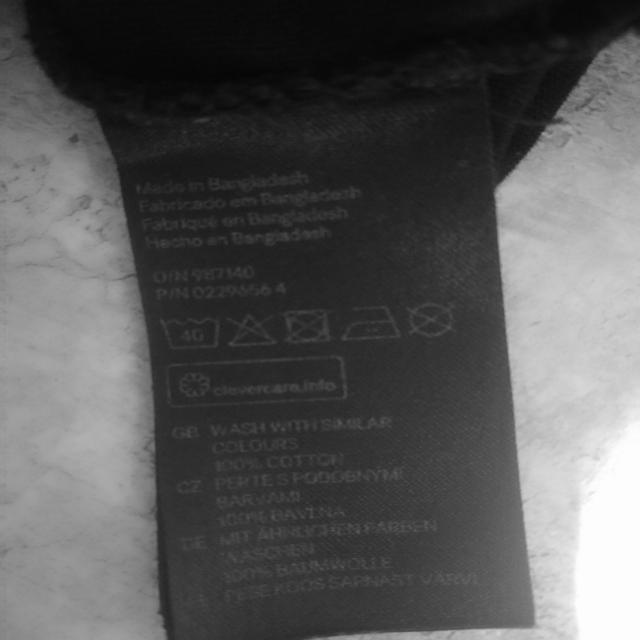 Made in Bangladesh
Fabricado em Bangladesh
Fabriqué en Bangladesh
Hecho en Bangladesh
O/N 987140
P/N 0229656 4
40
clevercare.info
GB WASH WITH SIMILAR
COLOURS
100% COTTON
CZ PERTE S PODOBNÝMI
BARVAMI
100% BAVLNA
DE MIT ÄHNLICHEN FARBEN
WASCHEN
100% BAUMWOLLE
PESE KOOS SARNAST VÄRVI